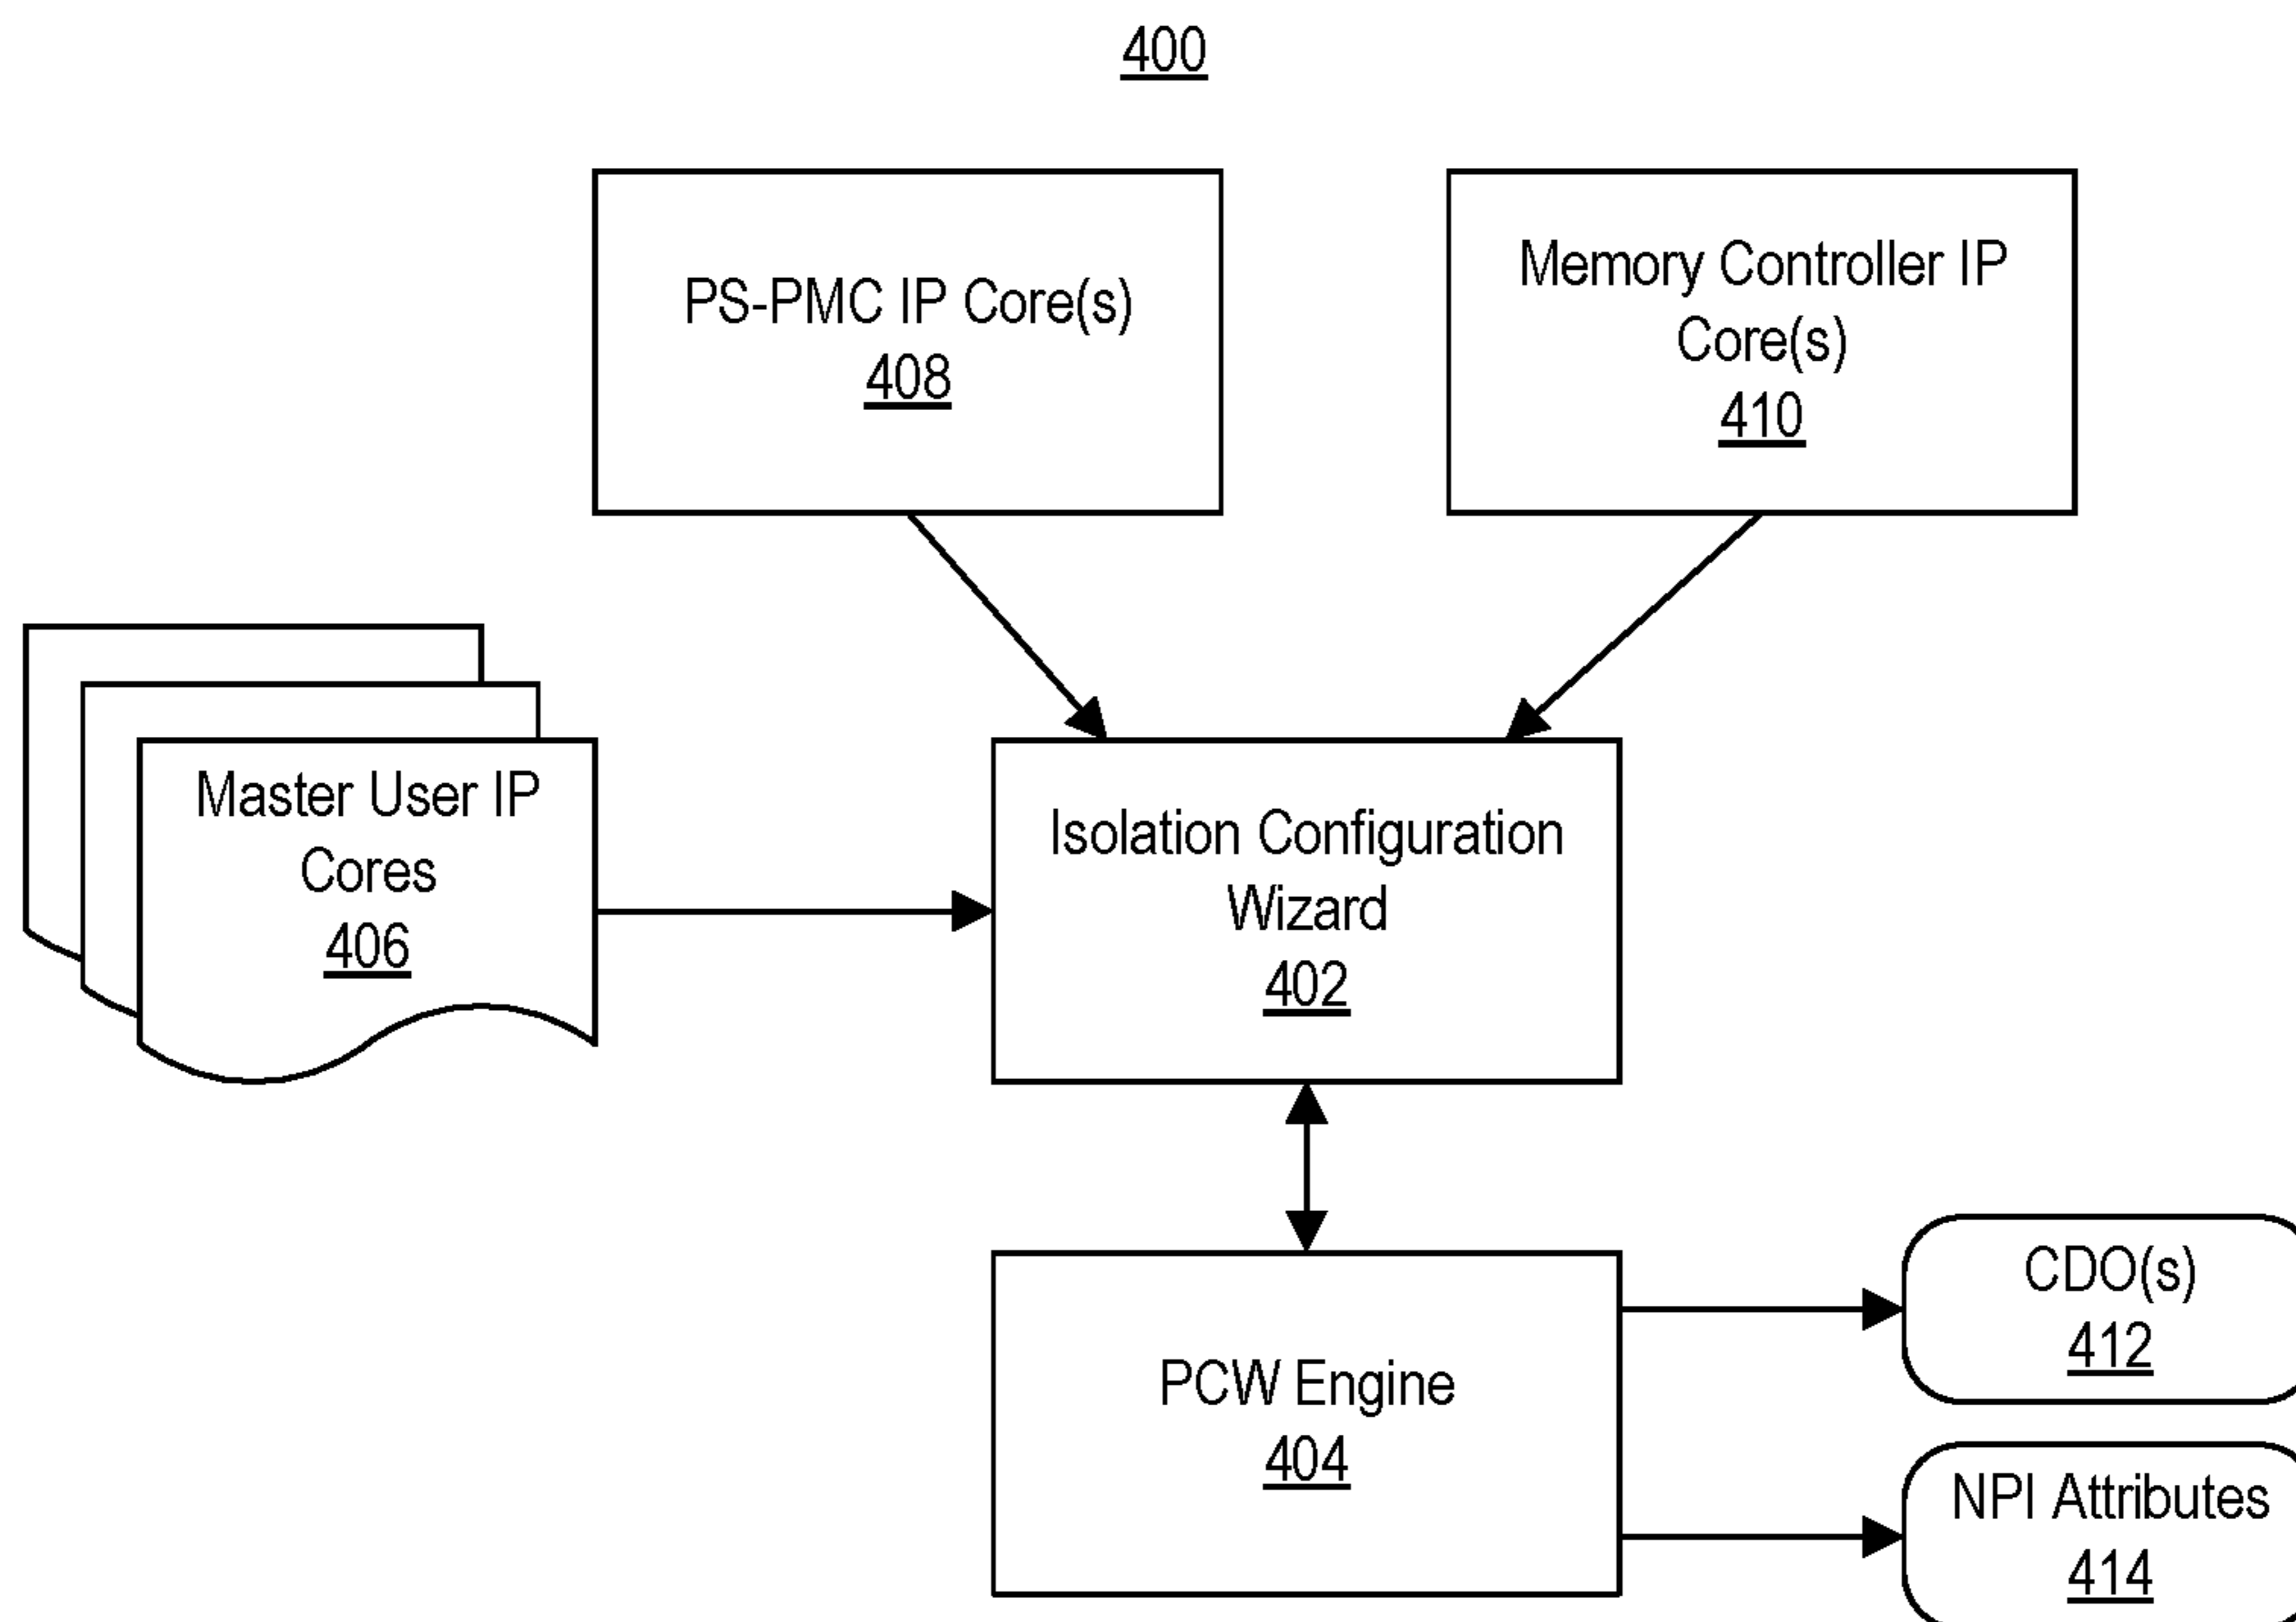 400
PS-PMC IP Core(s)
408
Memory Controller IP
Core(s)
410
Master User IP
Cores
406
Isolation Configuration
Wizard
402
PCW Engine
404
CDO(s)
412
NPI Attributes
414